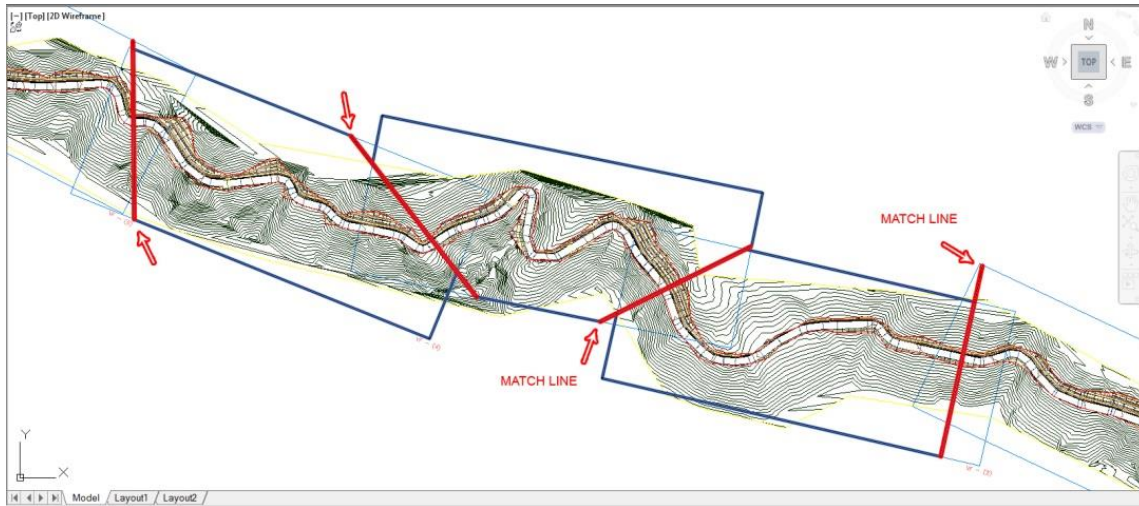 [–] [Top] [2D Wireframe]
N
W
TOP
E
S
WCS
MATCH LINE
MATCH LINE
Y
X
Model
Layout1
Layout2